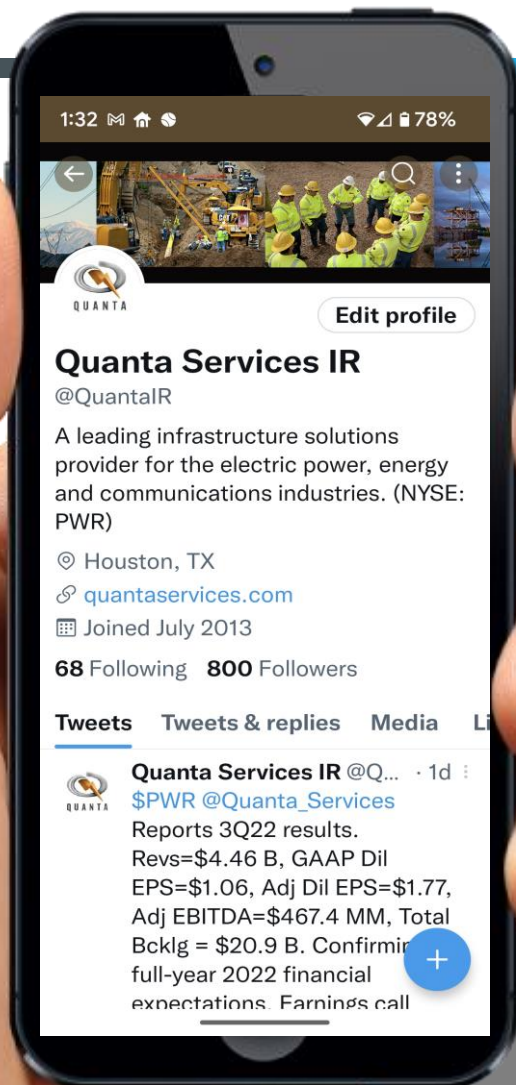 1:32
78%
QUANTA
Edit profile
Quanta Services IR
@QuantaIR
A leading infrastructure solutions
provider for the electric power, energy
and communications industries. (NYSE:
PWR)
Houston, TX
quantaservices.com
Joined July 2013
68 Following 800 Followers
Tweets Tweets & replies Media Li
QUANTA
Quanta Services IR @Q... · 1d
$PWR @Quanta_Services
Reports 3Q22 results.
Revs=$4.46 B, GAAP Dil
EPS=$1.06, Adj Dil EPS=$1.77,
Adj EBITDA=$467.4 MM, Total
Bcklg = $20.9 B. Confirmin
full-year 2022 financial
expectations. Earnings call